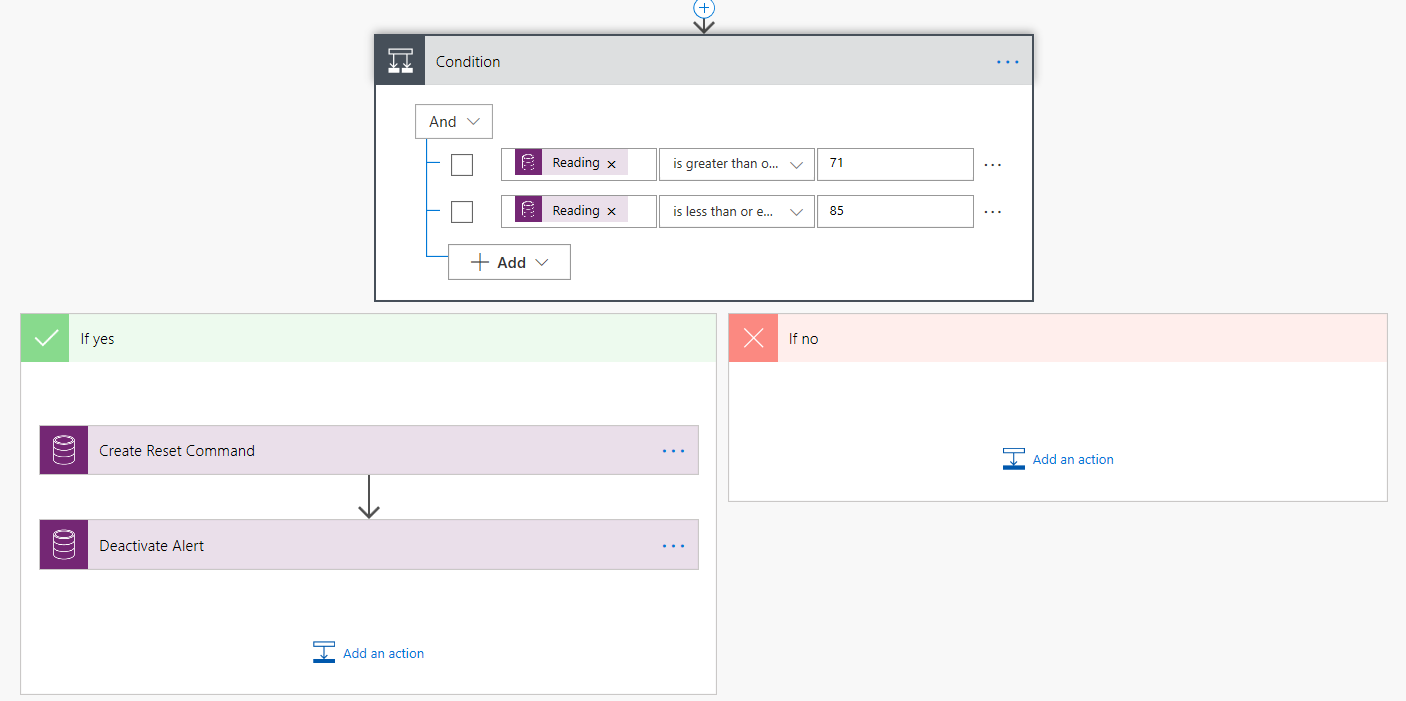 Condition
And
Reading is greater than o... 71
Reading is less than or e... 85
Add
If yes
If no
Create Reset Command
Add an action
Deactivate Alert
Add an action